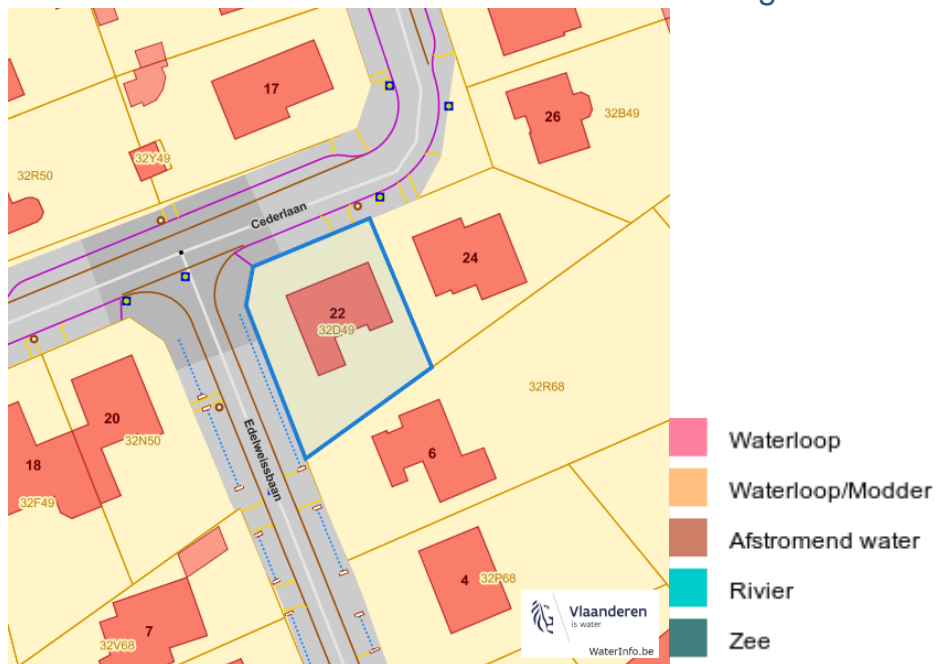 g
17
26
32B49
32Y49
32R50
Cederlaan
24
22
32D49
32R68
20
32N50
18
32F49
Edelweissbaan
6
4
32P68
7
32V68
Vlaanderen
is water
WaterInfo.be
Waterloop
Waterloop/Modder
Afstromend water
Rivier
Zee